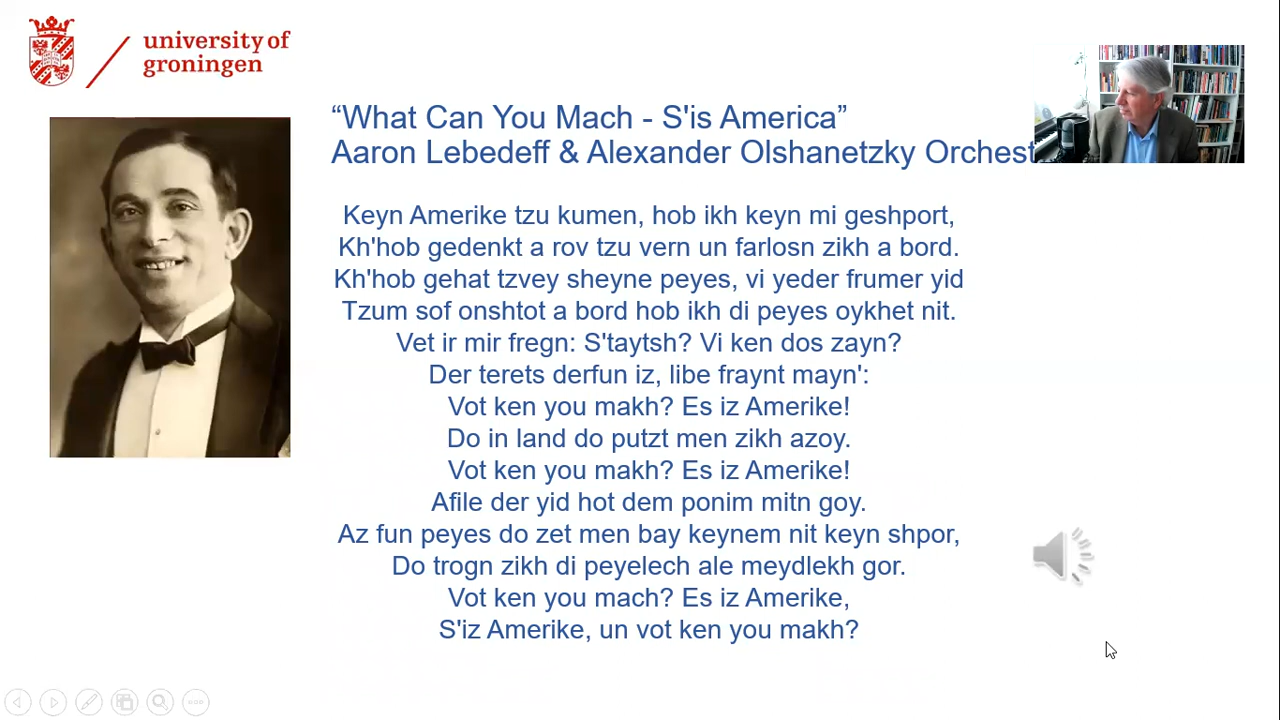 university of
groningen
“What Can You Mach - S'is America”
Aaron Lebedeff & Alexander Olshanetzky Orchest
Keyn Amerike tzu kumen, hob ikh keyn mi geshport,
Kh'hob gedenkt a rov tzu vern un farlosn zikh a bord.
Kh'hob gehat tzvey sheyne peyes, vi yeder frumer yid
Tzum sof onshtot a bord hob ikh di peyes oykhet nit.
Vet ir mir fregn: S'taytsh? Vi ken dos zayn?
Der terets derfun iz, libe fraynt mayn':
Vot ken you makh? Es iz Amerike!
Do in land do putzt men zikh azoy.
Vot ken you makh? Es iz Amerike!
Afile der yid hot dem ponim mitn goy.
Az fun peyes do zet men bay keynem nit keyn shpor,
Do trogn zikh di peyelech ale meydlekh gor.
Vot ken you mach? Es iz Amerike,
S'iz Amerike, un vot ken you makh?